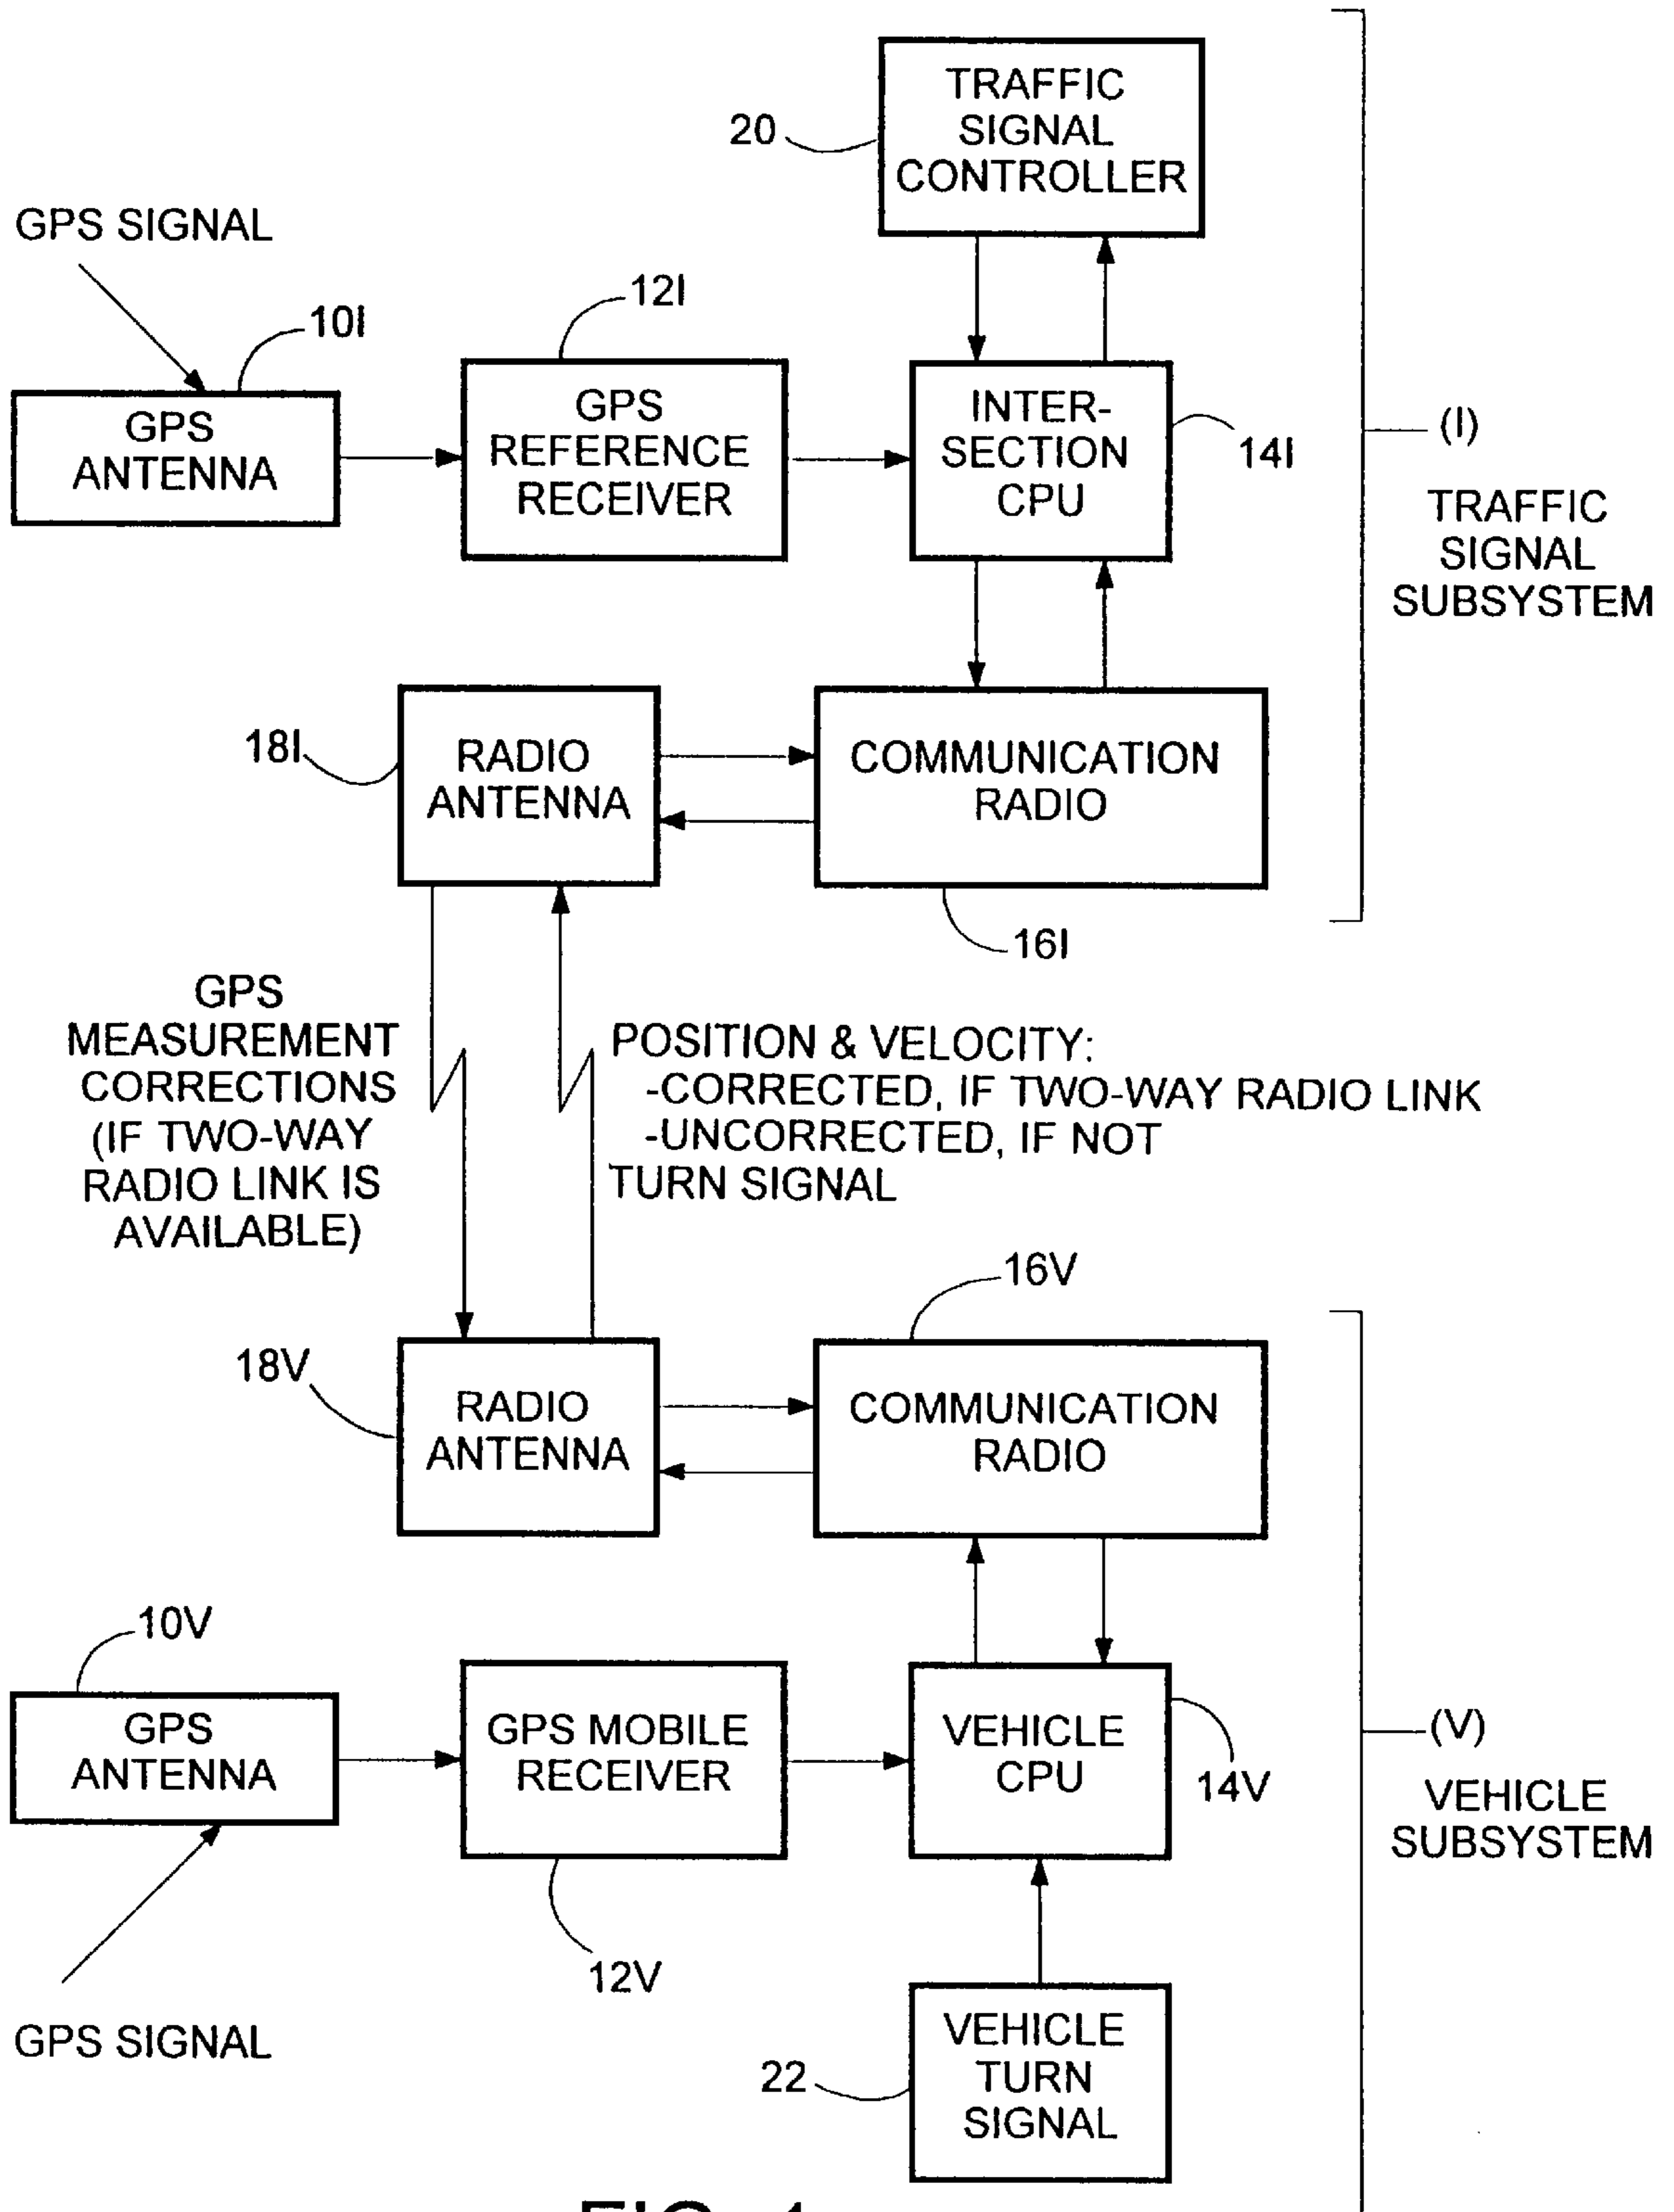 TRAFFIC
SIGNAL
CONTROLLER
20
GPS SIGNAL
10I
12I
GPS
ANTENNA
GPS
REFERENCE
RECEIVER
INTER-
SECTION
CPU
14I
(I)
TRAFFIC
SIGNAL
SUBSYSTEM
18I
RADIO
ANTENNA
COMMUNICATION
RADIO
16I
GPS
MEASUREMENT
CORRECTIONS
(IF TWO-WAY
RADIO LINK IS
AVAILABLE)
POSITION & VELOCITY:
-CORRECTED, IF TWO-WAY RADIO LINK
-UNCORRECTED, IF NOT
TURN SIGNAL
16V
18V
RADIO
ANTENNA
COMMUNICATION
RADIO
10V
GPS
ANTENNA
GPS MOBILE
RECEIVER
VEHICLE
CPU
14V
(V)
VEHICLE
SUBSYSTEM
12V
GPS SIGNAL
22
VEHICLE
TURN
SIGNAL